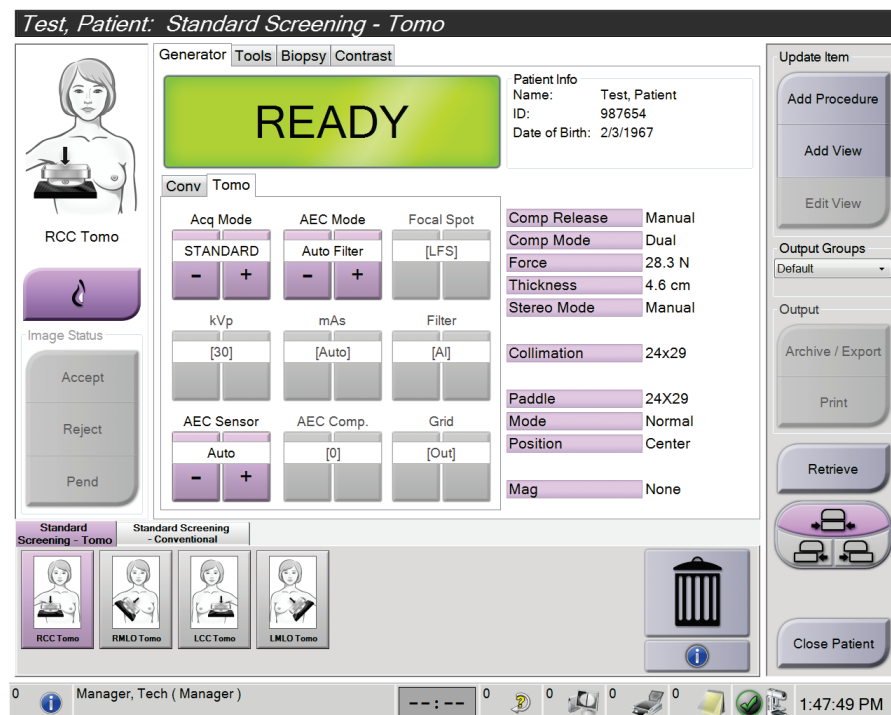 Test, Patient: Standard Screening - Tomo
Generator Tools Biopsy Contrast
READY
Patient Info
Name: Test, Patient
ID: 987654
Date of Birth: 2/3/1967
RCC Tomo
Image Status
Accept
Reject
Pend
Conv Tomo
Acq Mode AEC Mode Focal Spot
STANDARD Auto Filter [LFS]
- + - +
kVp mAs Filter
[30] [Auto] [Al]
AEC Sensor AEC Comp. Grid
Auto [0] [Out]
- +
Comp Release Manual
Comp Mode Dual
Force 28.3 N
Thickness 4.6 cm
Stereo Mode Manual
Collimation 24x29
Paddle 24X29
Mode Normal
Position Center
Mag None
Update Item
Add Procedure
Add View
Edit View
Output Groups
Default
Output
Archive / Export
Print
Retrieve
Close Patient
Standard
Screening - Tomo
Standard Screening
- Conventional
RCC Tomo RMLO Tomo LCC Tomo LMLO Tomo
0 Manager, Tech ( Manager ) --:-- 0 0 0 0 1:47:49 PM